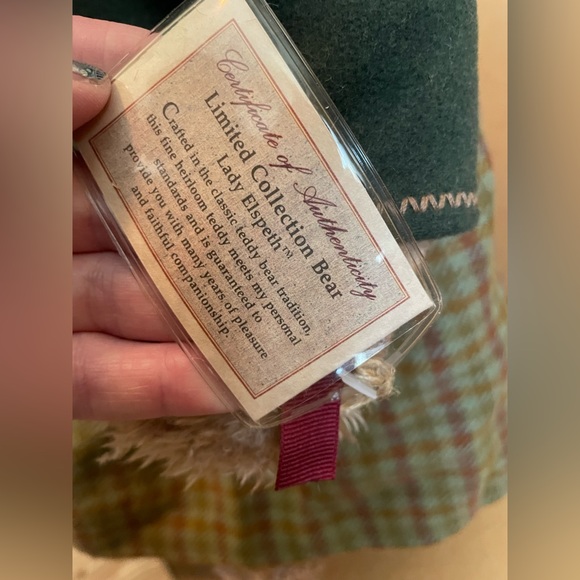 Certificate of Authenticity
Limited Collection Bear
Lady Elspeth™
Crafted in the classic teddy bear tradition,
this fine heirloom teddy meets my personal
standards and is guaranteed to
provide you with many years of pleasure
and faithful companionship.